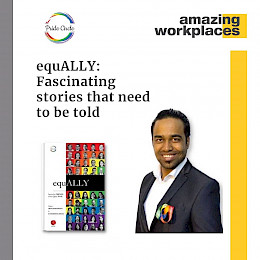 Pride Circle
amazing
workplaces
equALLY:
Fascinating
stories that need
to be told
equALLY